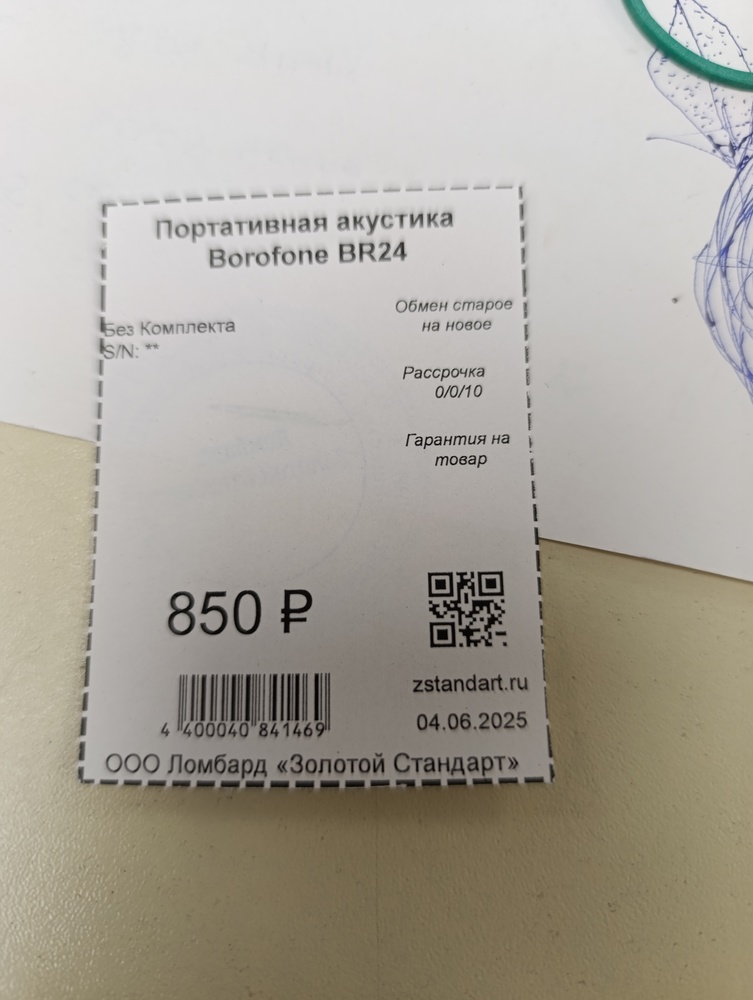 Портативная акустика
Borofone BR24
Без Комплекта
S/N: **
Обмен старое
на новое
Рассрочка
0/0/10
Гарантия на
товар
850 ₽
zstandart.ru
4 400040 841469
04.06.2025
ООО Ломбард «Золотой Стандарт»